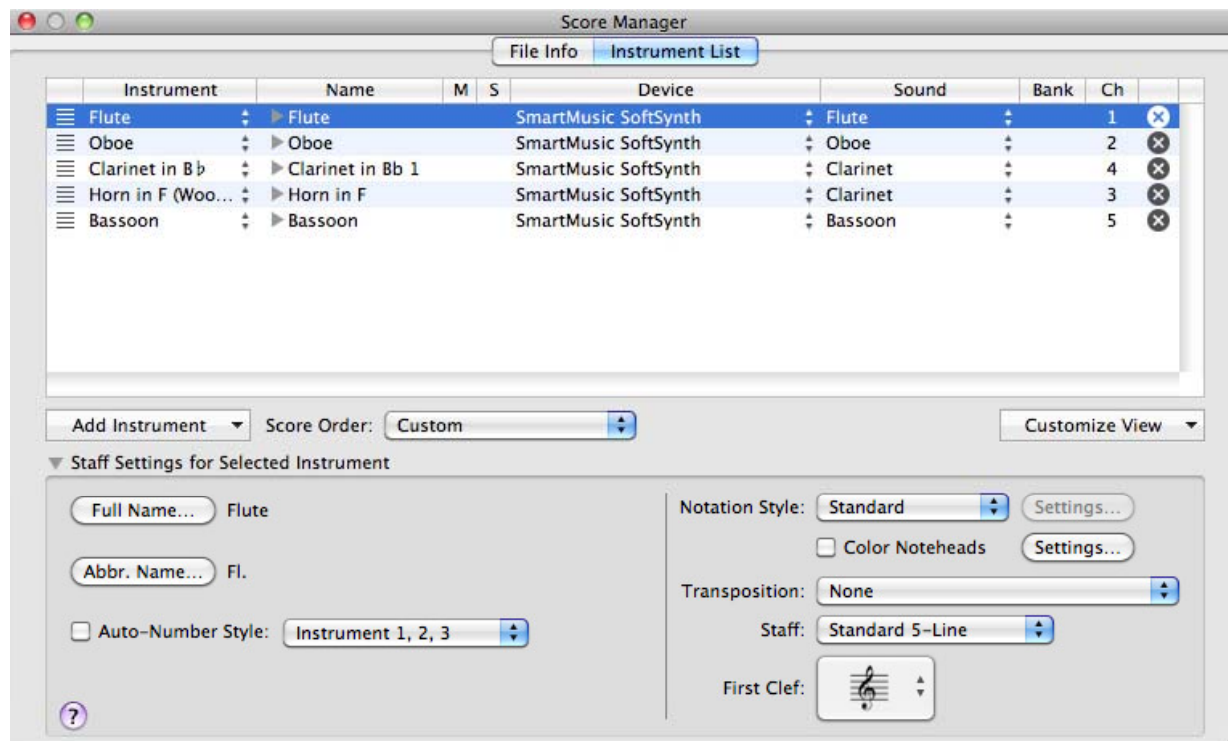 Score Manager
File Info Instrument List
Instrument Name M S Device Sound Bank Ch
Flute Flute SmartMusic SoftSynth Flute 1
Oboe Oboe SmartMusic SoftSynth Oboe 2
Clarinet in B♭ Clarinet in Bb 1 SmartMusic SoftSynth Clarinet 4
Horn in F (Woo... Horn in F SmartMusic SoftSynth Clarinet 3
Bassoon Bassoon SmartMusic SoftSynth Bassoon 5
Add Instrument Score Order: Custom Customize View
Staff Settings for Selected Instrument
Full Name... Flute Notation Style: Standard Settings...
Color Noteheads Settings...
Abbr. Name... Fl.
Transposition: None
Auto-Number Style: Instrument 1, 2, 3 Staff: Standard 5-Line
First Clef:
?